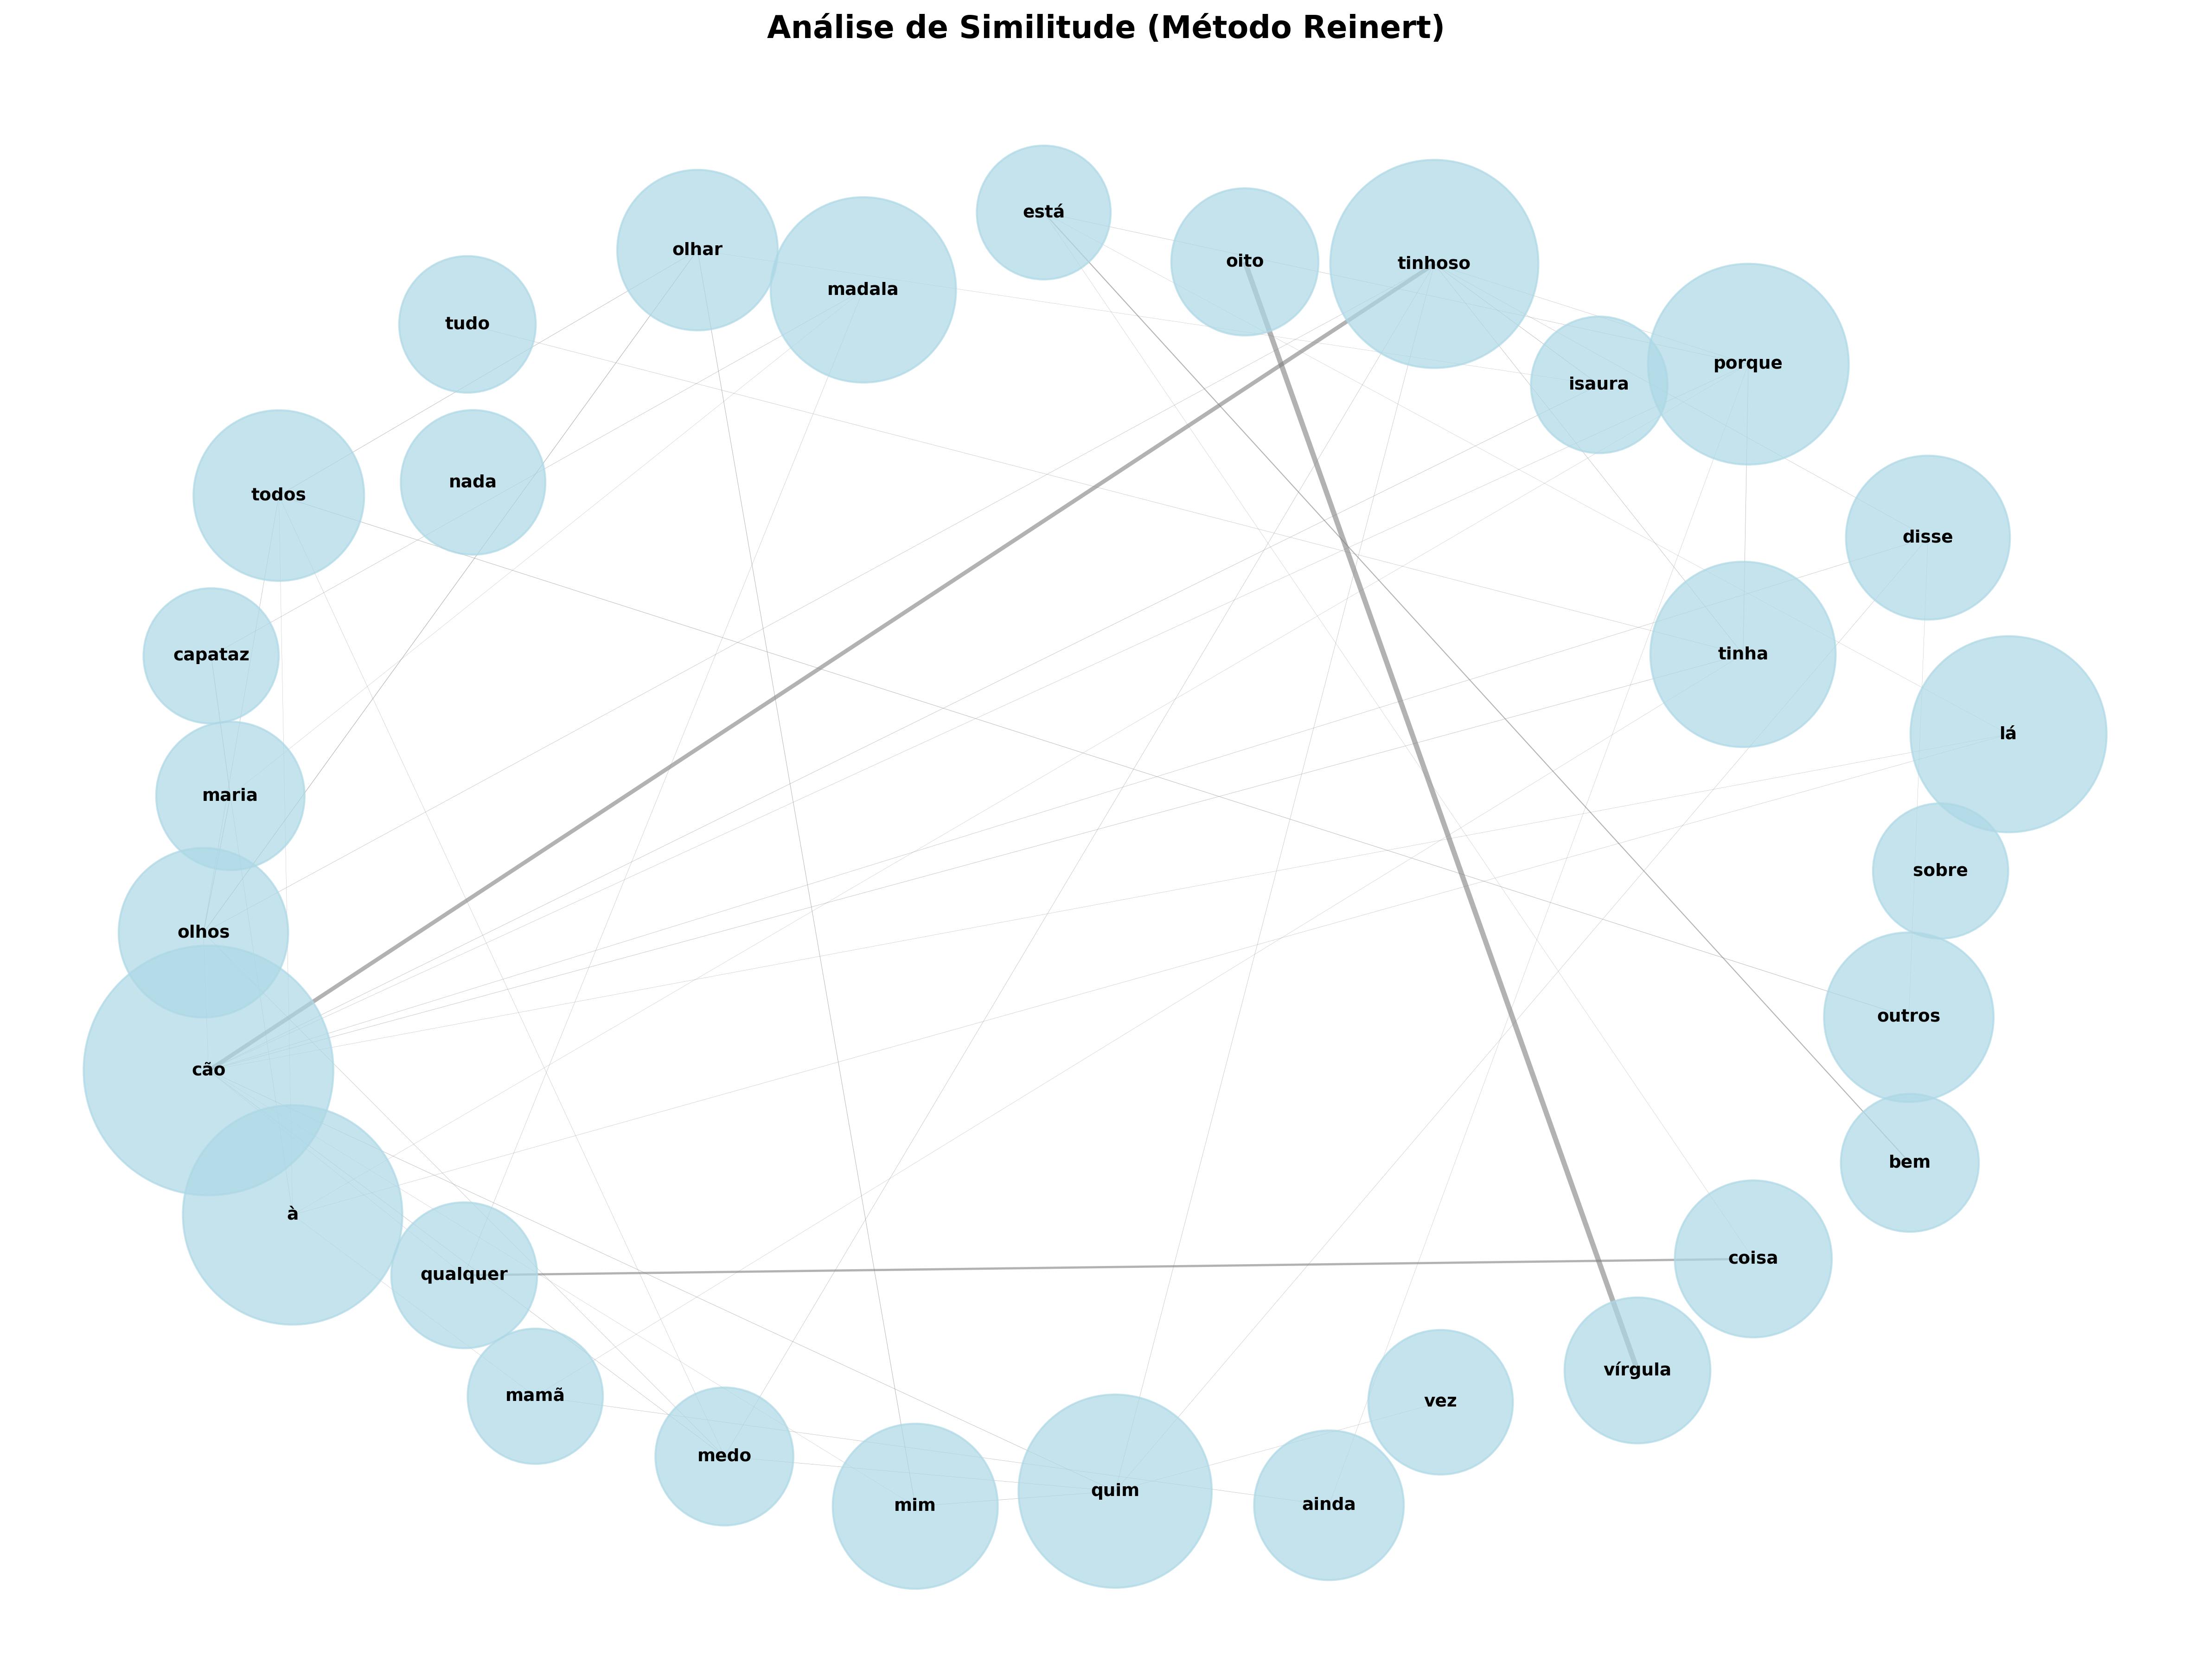 Análise de Similitude (Método Reinert)
está
olhar
oito
tinhoso
madala
tudo
porque
isaura
nada
todos
disse
capataz
tinha
lá
maria
sobre
olhos
outros
cão
bem
à
coisa
qualquer
vírgula
mamã
vez
medo
quim
ainda
mim